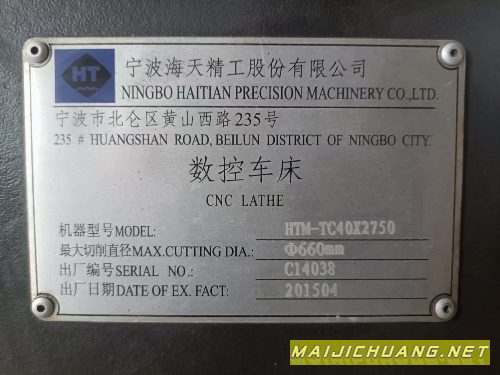 HT
宁波海天精工股份有限公司
NINGBO HAITIAN PRECISION MACHINERY CO.,LTD.
宁波市北仑区黄山西路235号
235 # HUANGSHAN ROAD, BEILUN DISTRICT OF NINGBO CITY.
数控车床
CNC LATHE
机器型号MODEL: HTM-TC40X2750
最大切削直径MAX.CUTTING DIA.: Φ660mm
出厂编号SERIAL NO.: C14038
出厂日期DATE OF EX. FACT: 201504
MAIJICHUANG.NET